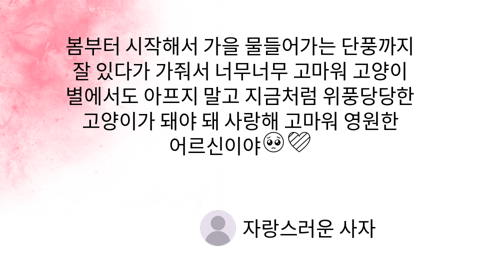 봄부터 시작해서 가을 물들어가는 단풍까지
잘 있다가 가줘서 너무너무 고마워 고양이
별에서도 아프지 말고 지금처럼 위풍당당한
고양이가 돼야 돼 사랑해 고마워 영원한
어르신이야🥺💜
자랑스러운 사자